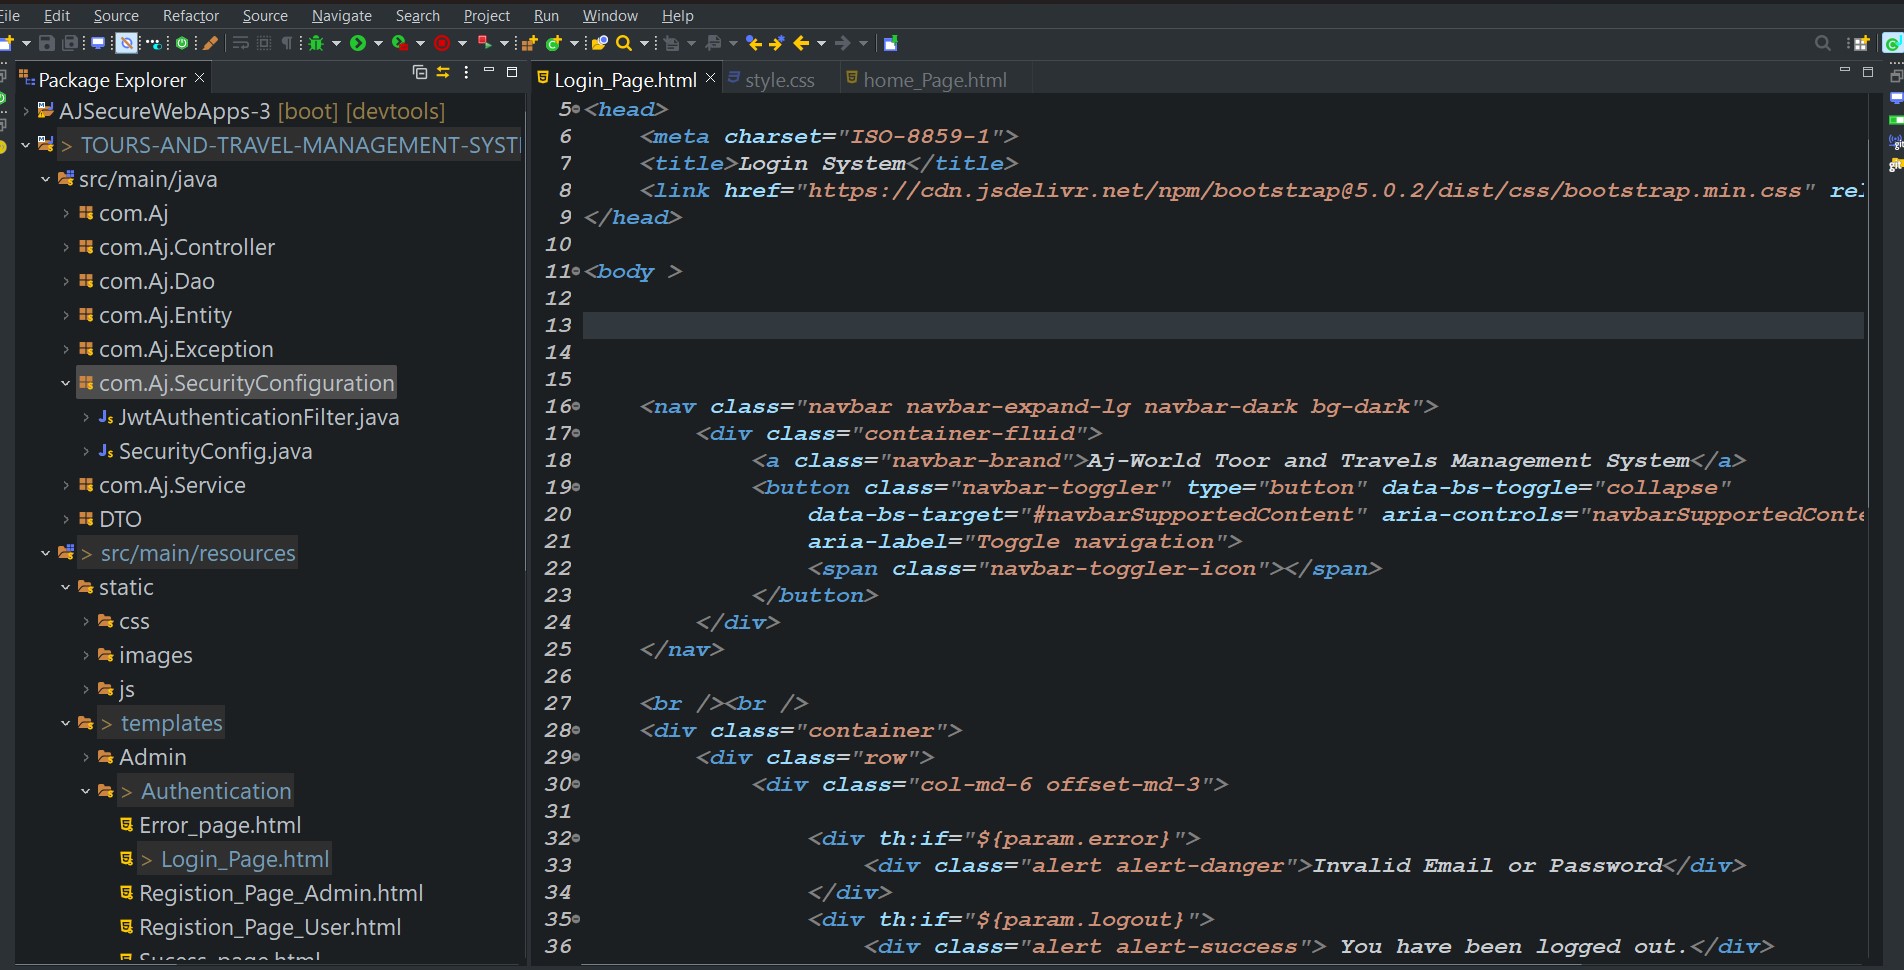 File Edit Source Refactor Source Navigate Search Project Run Window Help
Package Explorer
AJSecureWebApps-3 [boot] [devtools]
> TOURS-AND-TRAVEL-MANAGEMENT-SYST
src/main/java
com.Aj
com.Aj.Controller
com.Aj.Dao
com.Aj.Entity
com.Aj.Exception
com.Aj.SecurityConfiguration
JwtAuthenticationFilter.java
SecurityConfig.java
com.Aj.Service
DTO
> src/main/resources
static
css
images
js
> templates
Admin
> Authentication
Error_page.html
> Login_Page.html
Registion_Page_Admin.html
Registion_Page_User.html
Sucess_page.html
Login_Page.html style.css home_Page.html
5 <head>
6 <meta charset="ISO-8859-1">
7 <title>Login System</title>
8 <link href="https://cdn.jsdelivr.net/npm/bootstrap@5.0.2/dist/css/bootstrap.min.css" rel
9 </head>
10
11 <body >
12
13
14
15
16 <nav class="navbar navbar-expand-lg navbar-dark bg-dark">
17 <div class="container-fluid">
18 <a class="navbar-brand">Aj-World Toor and Travels Management System</a>
19 <button class="navbar-toggler" type="button" data-bs-toggle="collapse"
20 data-bs-target="#navbarSupportedContent" aria-controls="navbarSupportedConte
21 aria-label="Toggle navigation">
22 <span class="navbar-toggler-icon"></span>
23 </button>
24 </div>
25 </nav>
26
27 <br /><br />
28 <div class="container">
29 <div class="row">
30 <div class="col-md-6 offset-md-3">
31
32 <div th:if="${param.error}">
33 <div class="alert alert-danger">Invalid Email or Password</div>
34 </div>
35 <div th:if="${param.logout}">
36 <div class="alert alert-success"> You have been logged out.</div>